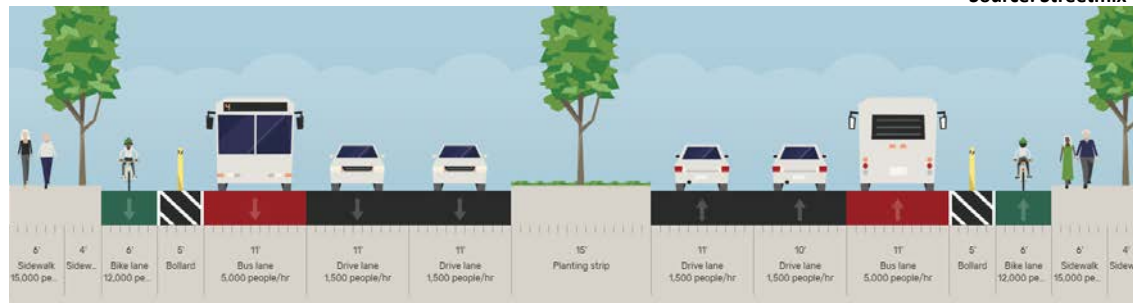 Source: Streetmix
4
6'
Sidewalk
15,000 pe...
4'
Sidew...
6'
Bike lane
12,000 pe...
5'
Bollard
11'
Bus lane
5,000 people/hr
11'
Drive lane
1,500 people/hr
11'
Drive lane
1,500 people/hr
15'
Planting strip
11'
Drive lane
1,500 people/hr
10'
Drive lane
1,500 people/hr
11'
Bus lane
5,000 people/hr
5'
Bollard
6'
Bike lane
12,000 pe...
6'
Sidewalk
15,000 pe...
4'
Sidew